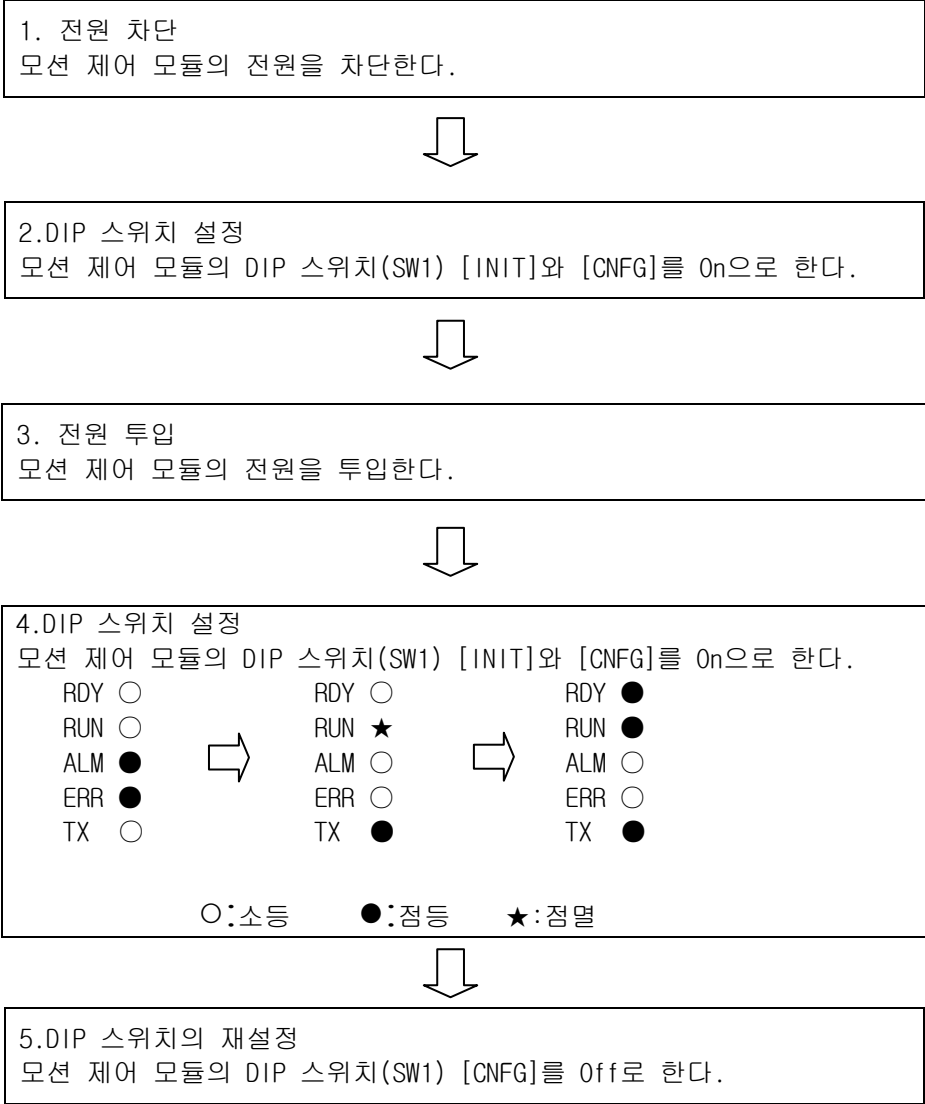 1. 전원 차단
모션 제어 모듈의 전원을 차단한다.
2.DIP 스위치 설정
모션 제어 모듈의 DIP 스위치(SW1) [INIT]와 [CNFG]를 On으로 한다.
3. 전원 투입
모션 제어 모듈의 전원을 투입한다.
4.DIP 스위치 설정
모션 제어 모듈의 DIP 스위치(SW1) [INIT]와 [CNFG]를 On으로 한다.
RDY ○ RDY ○ RDY ●
RUN ○ RUN ★ RUN ●
ALM ● ALM ○ ALM ○
ERR ● ERR ○ ERR ○
TX ○ TX ● TX ●
○:소등 ●:점등 ★:점멸
5.DIP 스위치의 재설정
모션 제어 모듈의 DIP 스위치(SW1) [CNFG]를 Off로 한다.